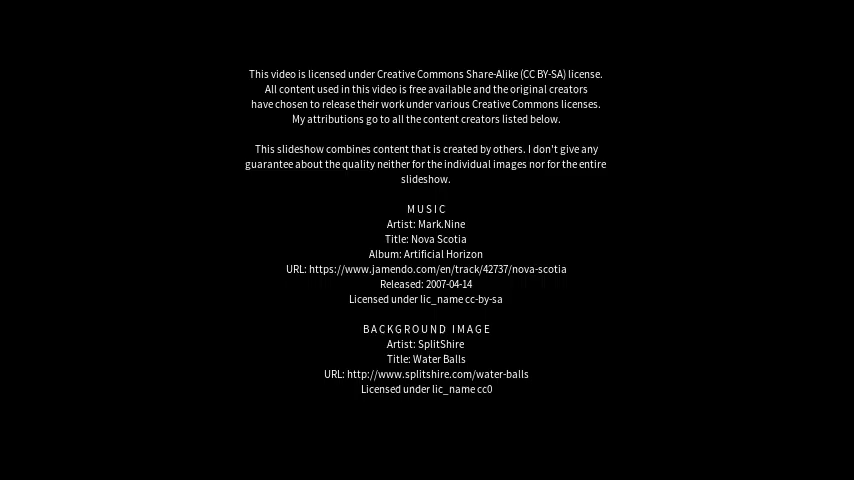 This video is licensed under Creative Commons Share-Alike (CC BY-SA) license.
All content used in this video is free available and the original creators
have chosen to release their work under various Creative Commons licenses.
My attributions go to all the content creators listed below.
This slideshow combines content that is created by others. I don't give any
guarantee about the quality neither for the individual images nor for the entire
slideshow.
MUSIC
Artist: Mark.Nine
Title: Nova Scotia
Album: Artificial Horizon
URL: https://www.jamendo.com/en/track/42737/nova-scotia
Released: 2007-04-14
Licensed under lic_name cc-by-sa
BACKGROUND IMAGE
Artist: SplitShire
Title: Water Balls
URL: http://www.splitshire.com/water-balls
Licensed under lic_name cc0